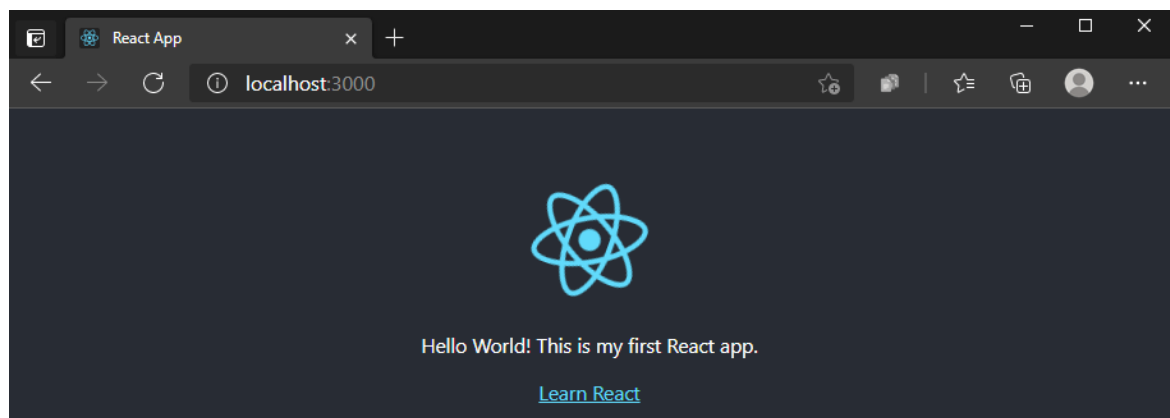 React App
localhost:3000
Hello World! This is my first React app.
Learn React